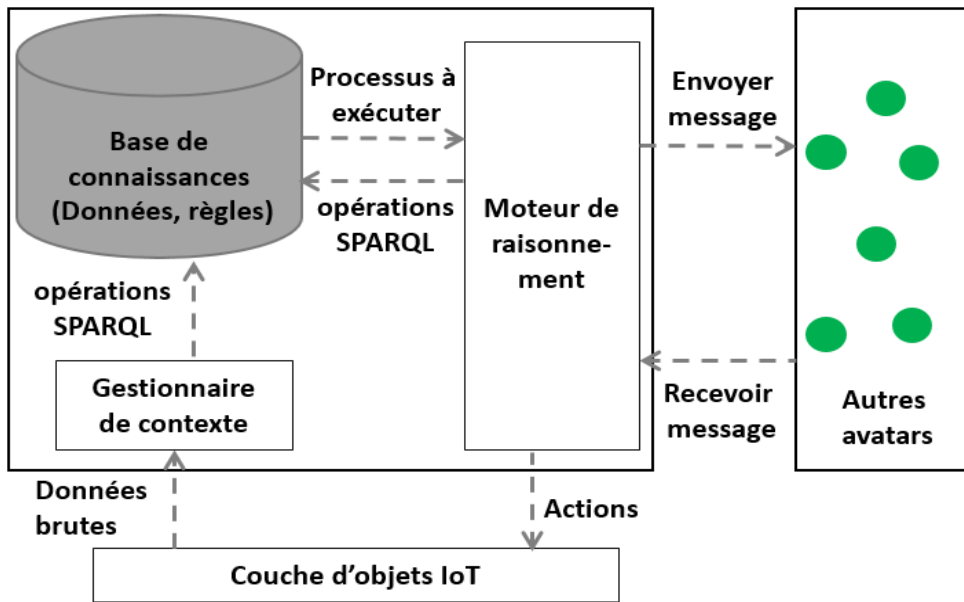 Base de
connaissances
(Données, règles)
Processus à
exécuter
opérations
SPARQL
Moteur de
raisonne-
ment
Envoyer
message
Recevoir
message
Autres
avatars
opérations
SPARQL
Gestionnaire
de contexte
Données
brutes
Actions
Couche d’objets IoT